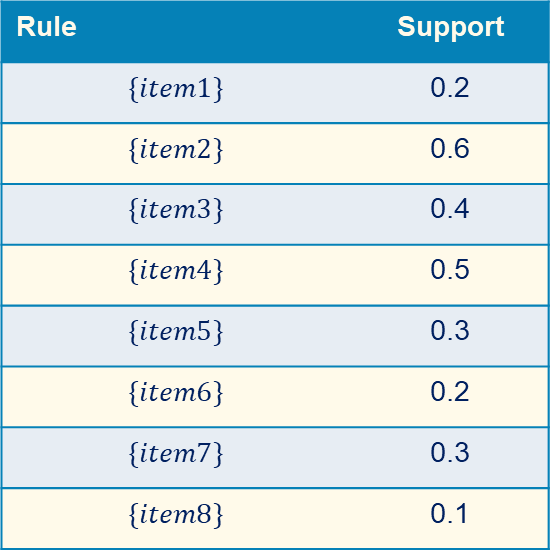 Rule Support
{item1} 0.2
{item2} 0.6
{item3} 0.4
{item4} 0.5
{item5} 0.3
{item6} 0.2
{item7} 0.3
{item8} 0.1